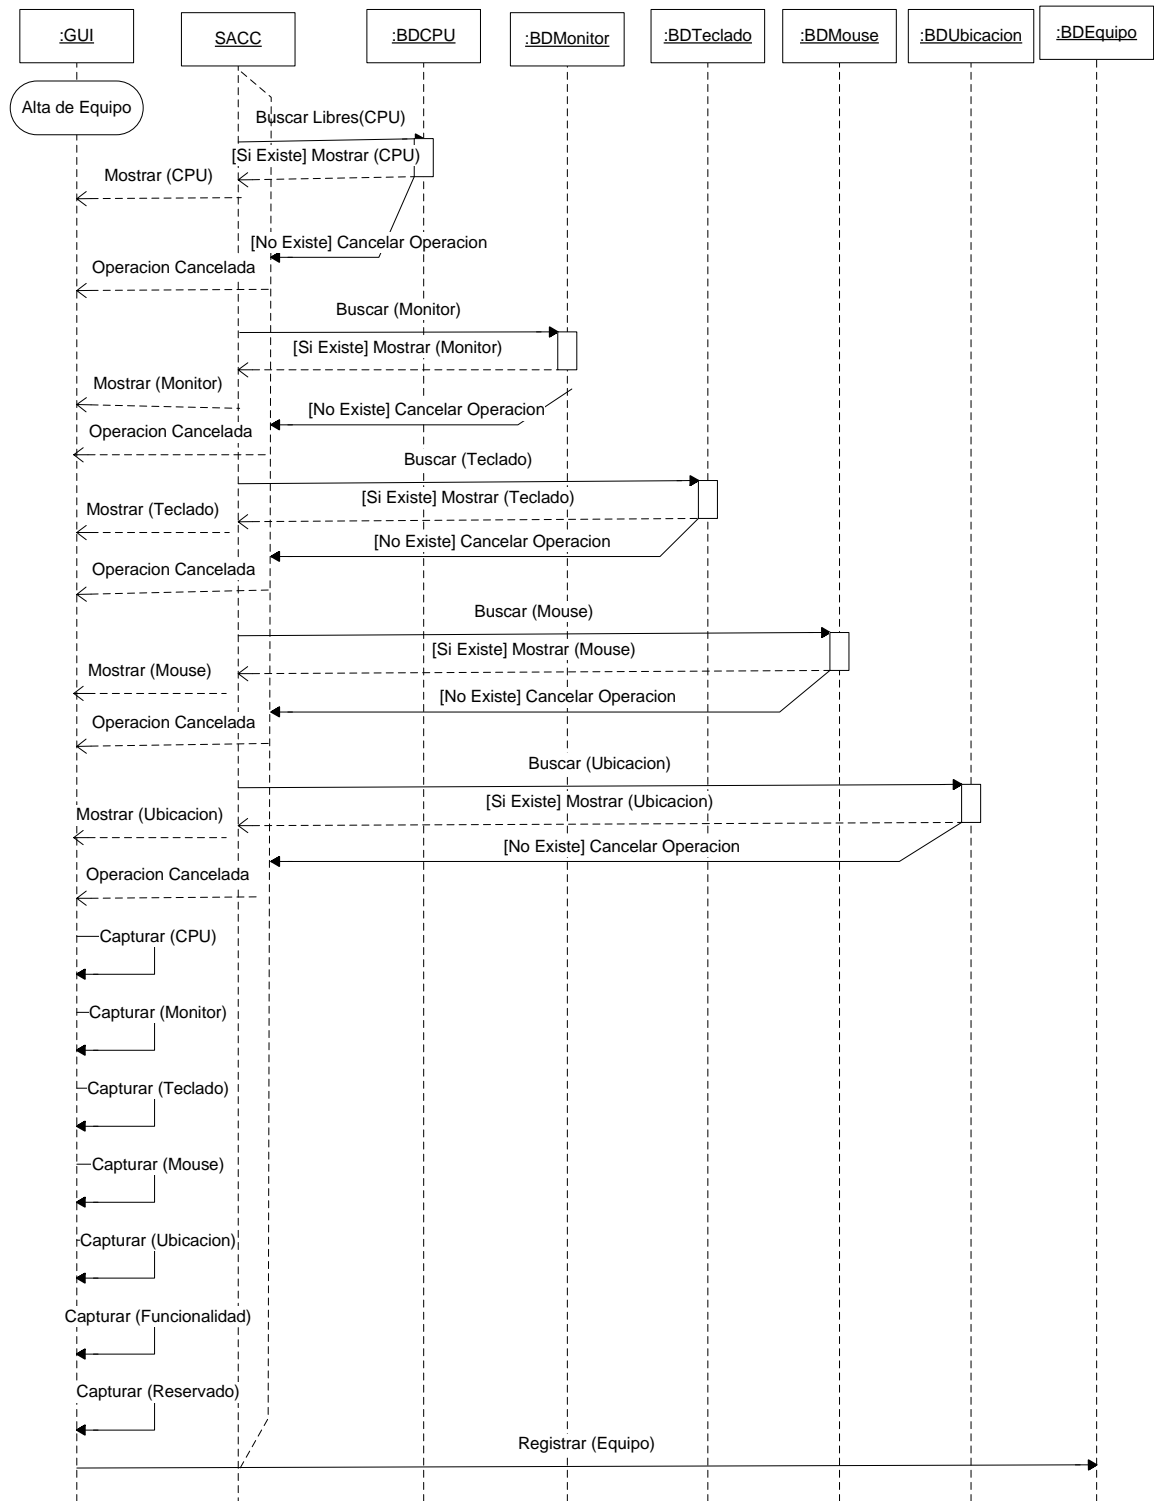 :GUI
SACC
:BDCPU
:BDMonitor
:BDTeclado
:BDMouse
:BDUbicacion
:BDEquipo
Alta de Equipo
Buscar Libres(CPU)
[Si Existe] Mostrar (CPU)
Mostrar (CPU)
[No Existe] Cancelar Operacion
Operacion Cancelada
Buscar (Monitor)
[Si Existe] Mostrar (Monitor)
Mostrar (Monitor)
[No Existe] Cancelar Operacion
Operacion Cancelada
Buscar (Teclado)
[Si Existe] Mostrar (Teclado)
Mostrar (Teclado)
[No Existe] Cancelar Operacion
Operacion Cancelada
Buscar (Mouse)
[Si Existe] Mostrar (Mouse)
Mostrar (Mouse)
[No Existe] Cancelar Operacion
Operacion Cancelada
Buscar (Ubicacion)
[Si Existe] Mostrar (Ubicacion)
Mostrar (Ubicacion)
[No Existe] Cancelar Operacion
Operacion Cancelada
Capturar (CPU)
Capturar (Monitor)
Capturar (Teclado)
Capturar (Mouse)
Capturar (Ubicacion)
Capturar (Funcionalidad)
Capturar (Reservado)
Registrar (Equipo)